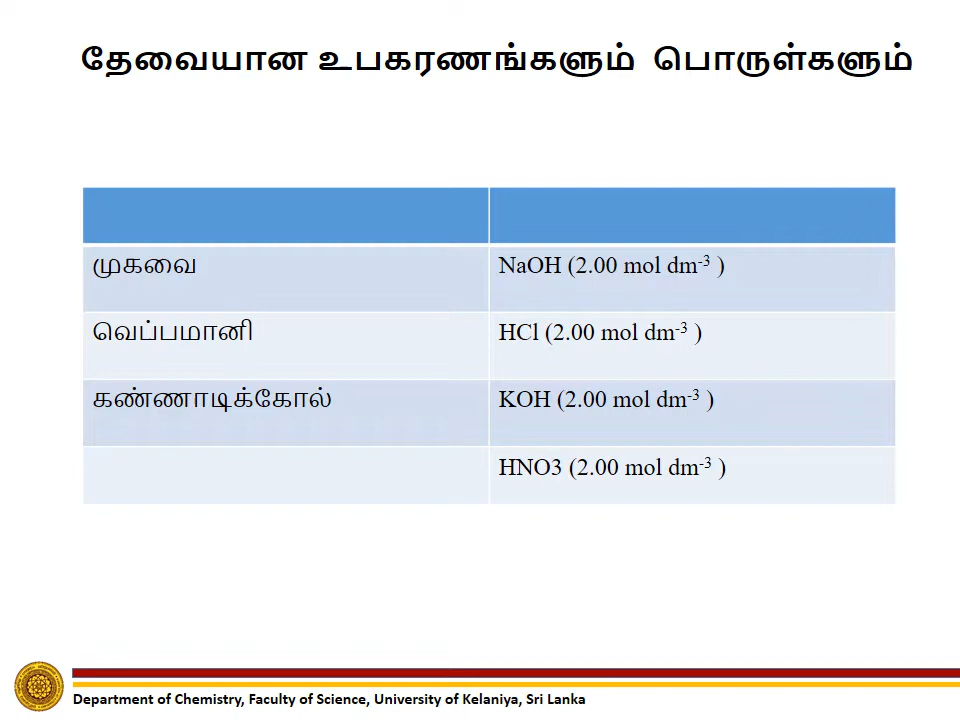 தேவையான உபகரணங்களும் பொருள்களும்
முகவை
NaOH (2.00 mol dm⁻³ )
வெப்பமானி
HCl (2.00 mol dm⁻³ )
கண்ணாடிக்கோல்
KOH (2.00 mol dm⁻³ )
HNO3 (2.00 mol dm⁻³ )
Department of Chemistry, Faculty of Science, University of Kelaniya, Sri Lanka